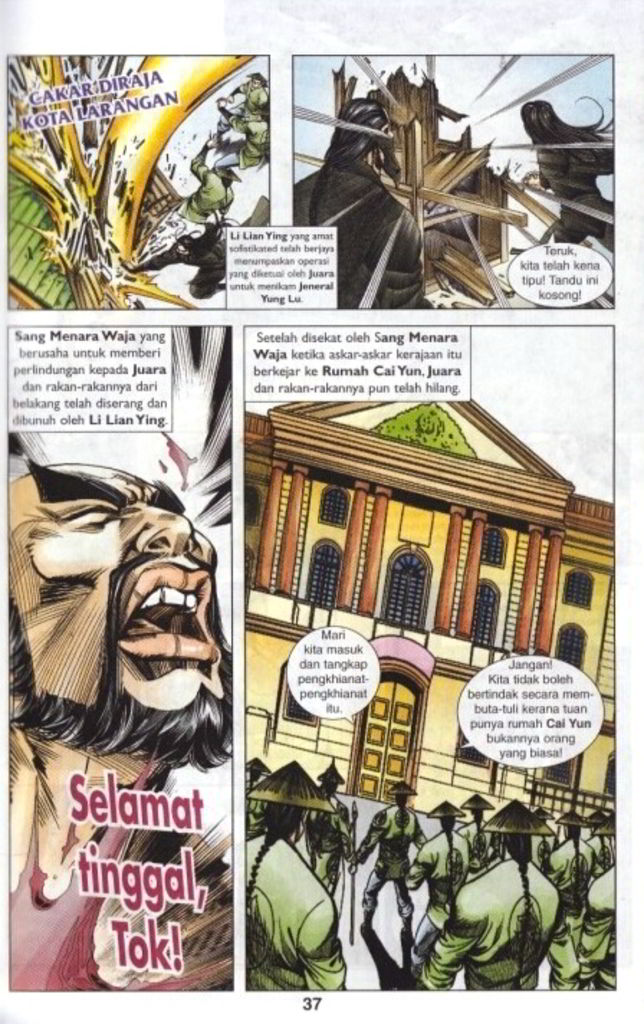 CAKAR DIRAJA
KOTA LARANGAN
Li Lian Ying yang amat
sofistikated telah berjaya
menumpaskan operasi
yang diketuai oleh Juara
untuk menikam Jeneral
Yung Lu.
Teruk,
kita telah kena
tipu! Tandu ini
kosong!
Sang Menara Waja yang
berusaha untuk memberi
perlindungan kepada Juara
dan rakan-rakannya dari
belakang telah diserang dan
dibunuh oleh Li Lian Ying.
Selamat
tinggal,
Tok!
Setelah disekat oleh Sang Menara
Waja ketika askar-askar kerajaan itu
berkejar ke Rumah Cai Yun, Juara
dan rakan-rakannya pun telah hilang.
Mari
kita masuk
dan tangkap
pengkhianat-
pengkhianat
itu.
Jangan!
Kita tidak boleh
bertindak secara mem-
buta-tuli kerana tuan
punya rumah Cai Yun
bukannya orang
yang biasa!
37